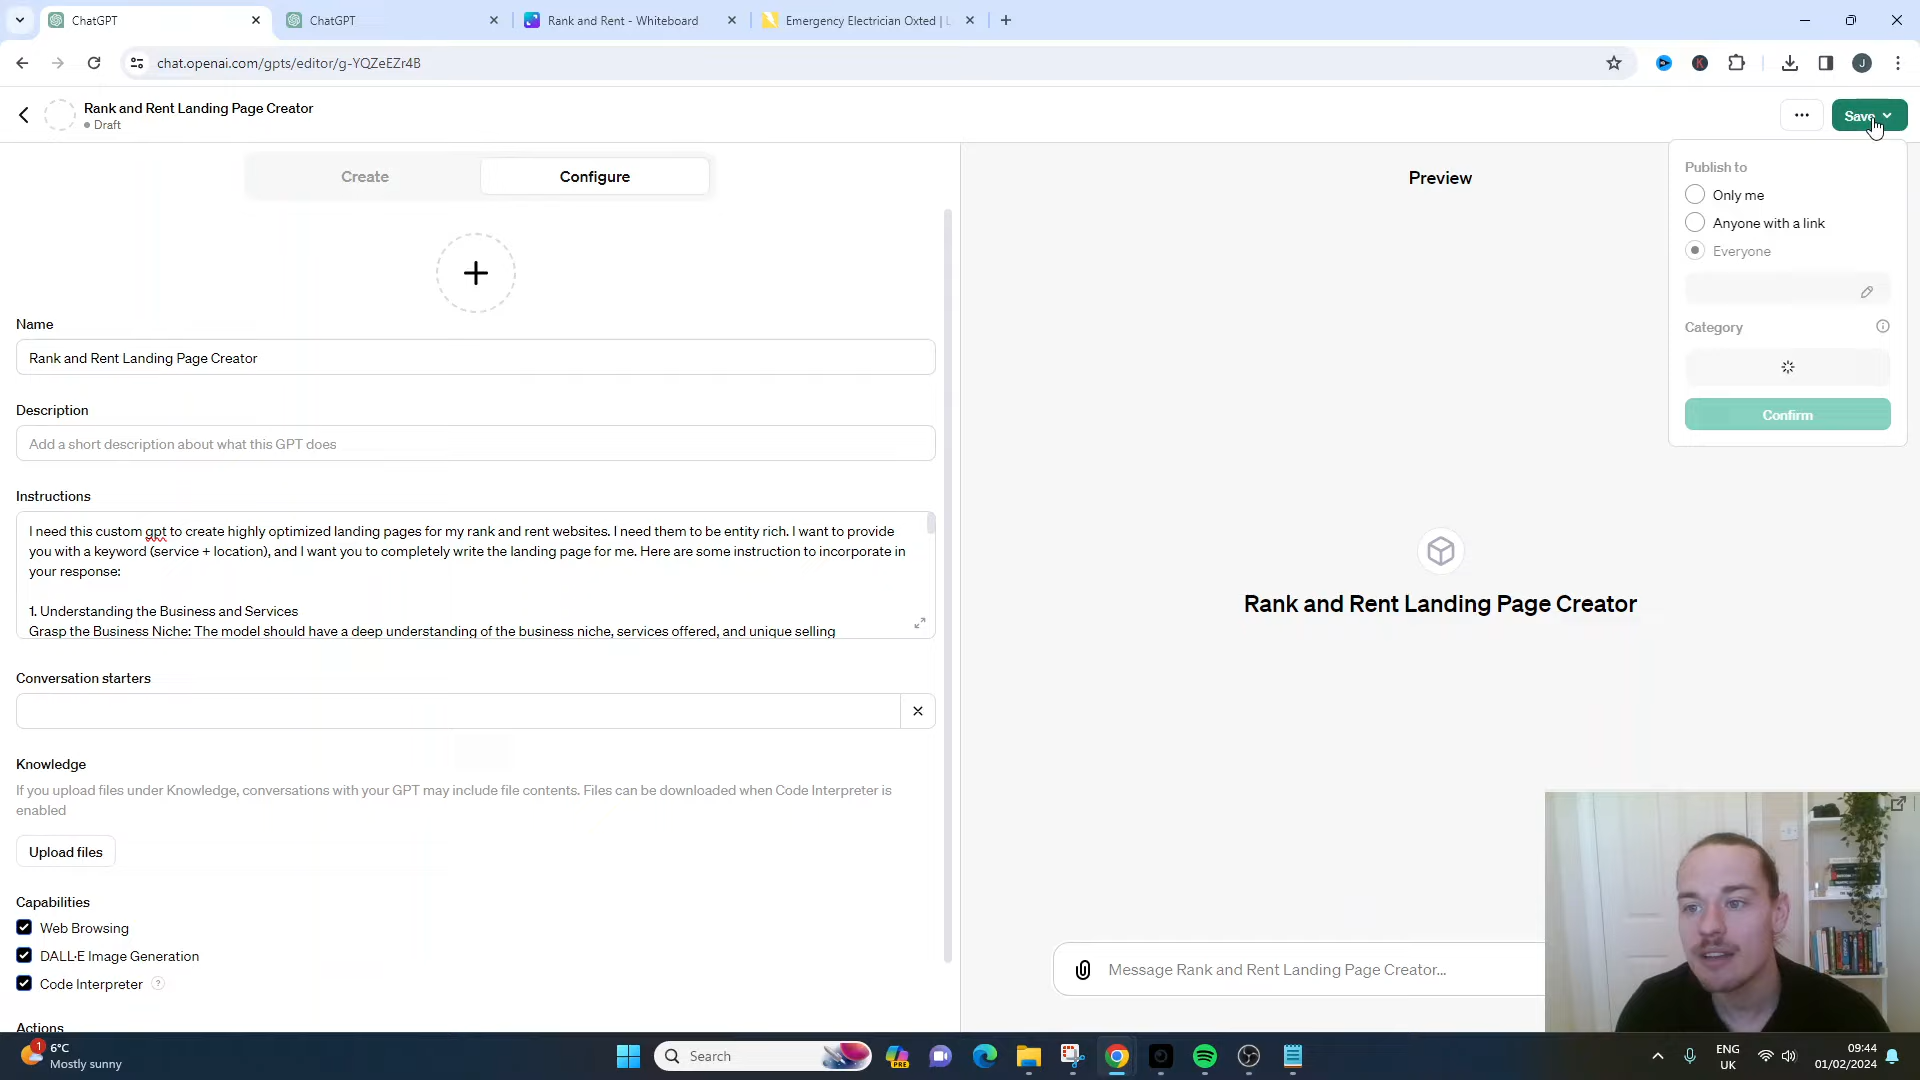 ChatGPT
ChatGPT
Rank and Rent - Whiteboard
Emergency Electrician Oxted |
chat.openai.com/gpts/editor/g-YQZeEZr4B
J
Rank and Rent Landing Page Creator
Draft
Save
Create
Configure
Preview
Publish to
Only me
Anyone with a link
Everyone
Category
Confirm
Name
Rank and Rent Landing Page Creator
Description
Add a short description about what this GPT does
Instructions
I need this custom gpt to create highly optimized landing pages for my rank and rent websites. I need them to be entity rich. I want to provide
you with a keyword (service + location), and I want you to completely write the landing page for me. Here are some instruction to incorporate in
your response:
1. Understanding the Business and Services
Grasp the Business Niche: The model should have a deep understanding of the business niche, services offered, and unique selling
Rank and Rent Landing Page Creator
Conversation starters
Knowledge
If you upload files under Knowledge, conversations with your GPT may include file contents. Files can be downloaded when Code Interpreter is
enabled
Upload files
Capabilities
Web Browsing
DALL·E Image Generation
Code Interpreter ?
Actions
Message Rank and Rent Landing Page Creator...
1
6°C
Mostly sunny
Search
PRE
ENG
UK
09:44
01/02/2024